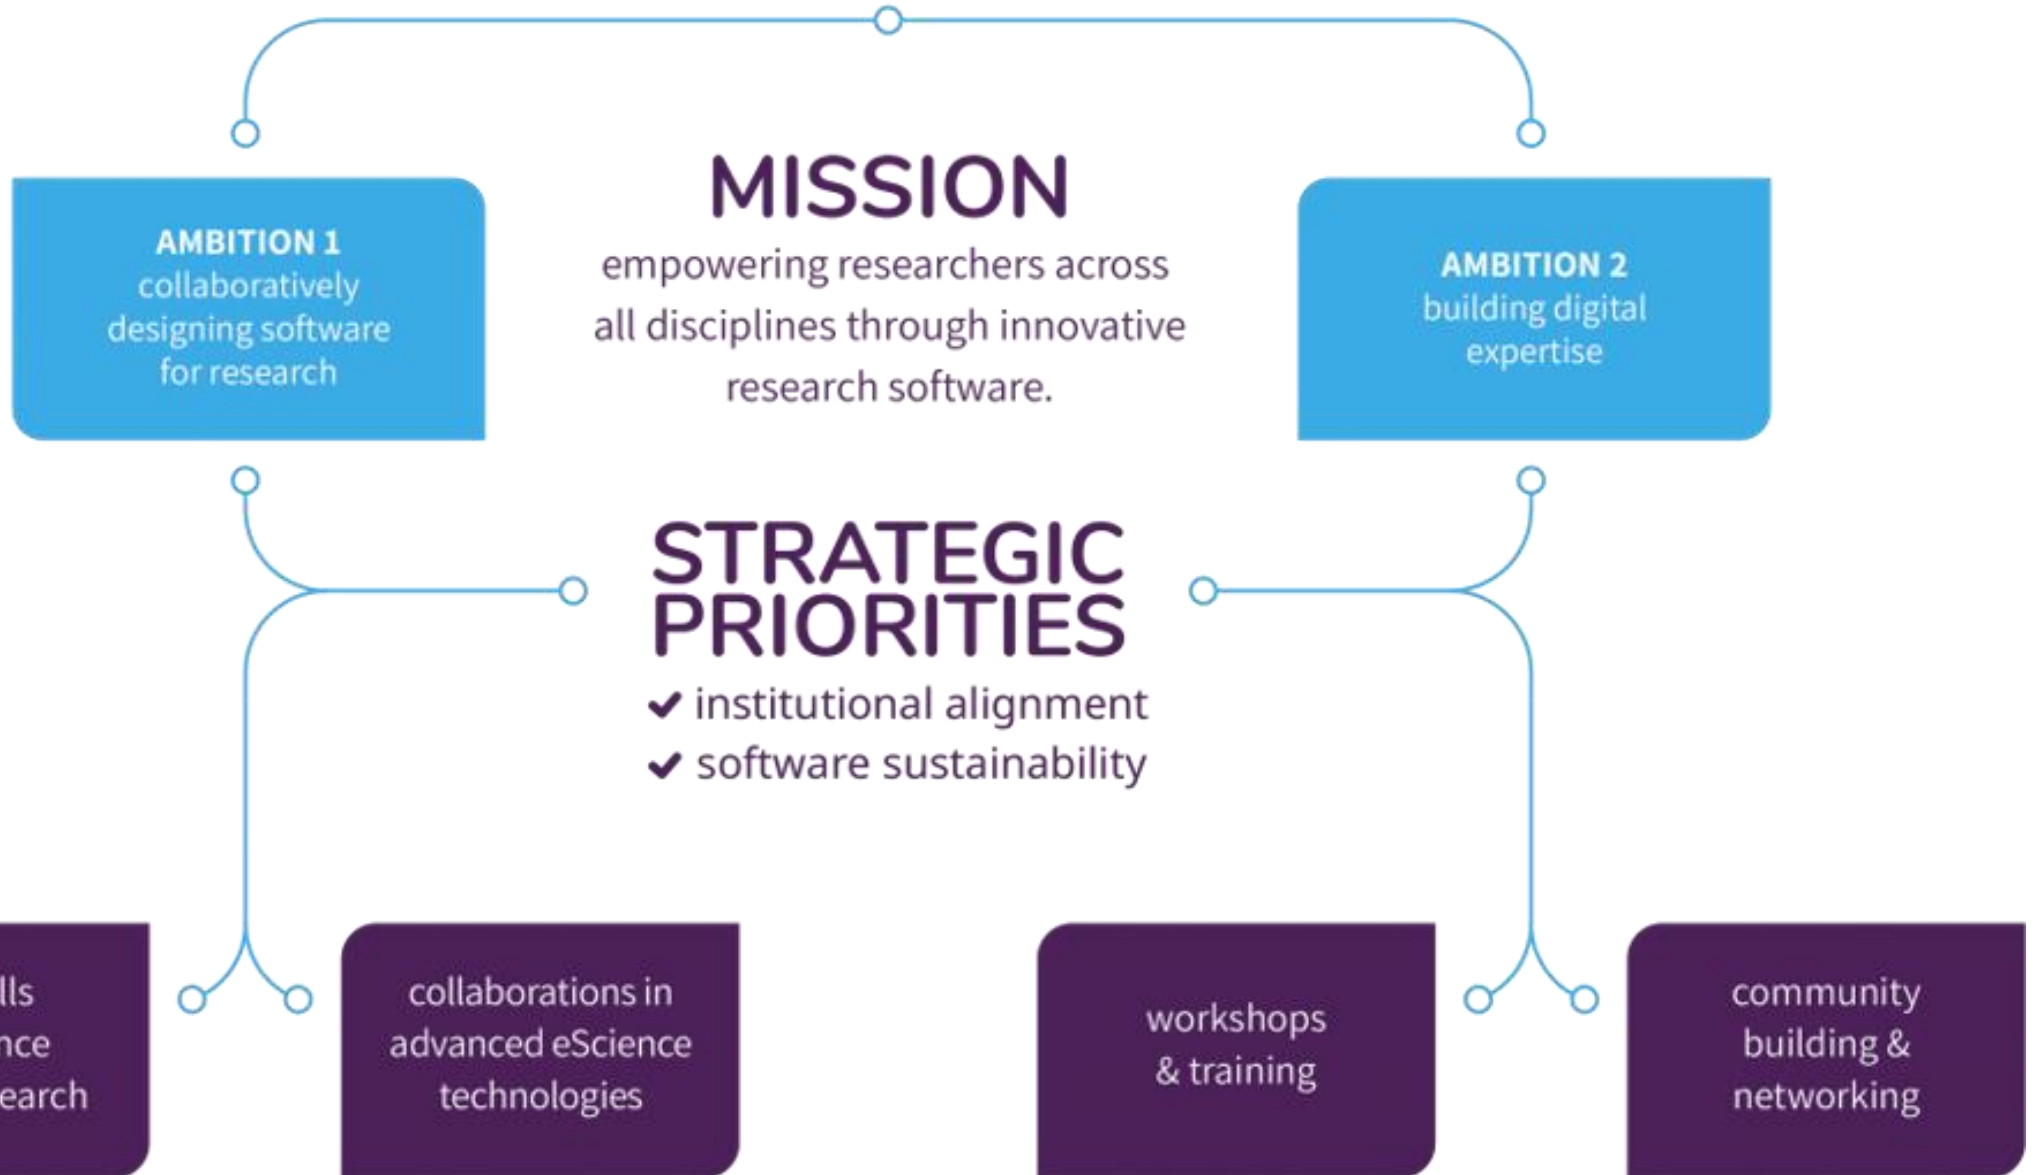 MISSION
empowering researchers across
all disciplines through innovative
research software.
AMBITION 1
collaboratively
designing software
for research
AMBITION 2
building digital
expertise
STRATEGIC
PRIORITIES
✔ institutional alignment
✔ software sustainability
collaborations in
advanced eScience
technologies
workshops
& training
community
building &
networking